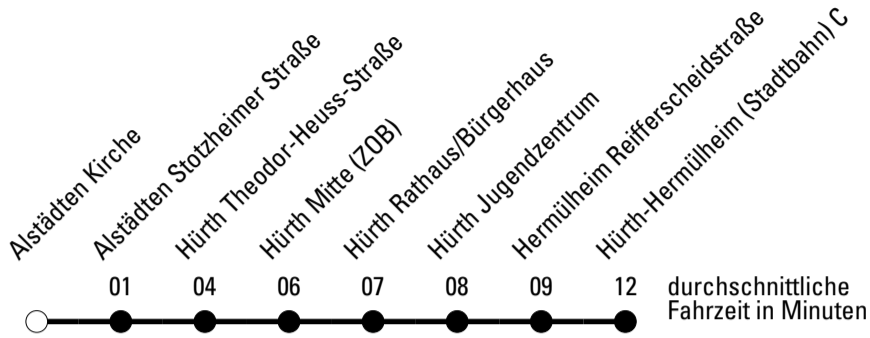 Alstädten Kirche
Alstädten Stotzheimer Straße
Hürth Theodor-Heuss-Straße
Hürth Mitte (ZOB)
Hürth Rathaus/Bürgerhaus
Hürth Jugendzentrum
Hermülheim Reifferscheidstraße
Hürth-Hermülheim (Stadtbahn) C
01 04 06 07 08 09 12
durchschnittliche
Fahrzeit in Minuten